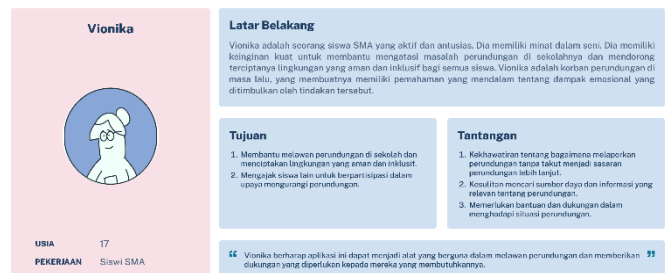 Vionika
USIA 17
PEKERJAAN Siswi SMA
Latar Belakang
Vionika adalah seorang siswa SMA yang aktif dan antusias. Dia memiliki minat dalam seni. Dia memiliki
keinginan kuat untuk membantu mengatasi masalah perundungan di sekolahnya dan mendorong
terciptanya lingkungan yang aman dan inklusif bagi semua siswa. Vionika adalah korban perundungan di
masa lalu, yang membuatnya memiliki pemahaman yang mendalam tentang dampak emosional yang
ditimbulkan oleh tindakan tersebut.
Tujuan
1. Membantu melawan perundungan di sekolah dan
menciptakan lingkungan yang aman dan inklusif.
2. Mengajak siswa lain untuk berpartisipasi dalam
upaya mengurangi perundungan.
Tantangan
1. Kekhawatiran tentang bagaimana melaporkan
perundungan tanpa takut menjadi sasaran
perundungan lebih lanjut.
2. Kesulitan mencari sumber daya dan informasi yang
relevan tentang perundungan.
3. Memerlukan bantuan dan dukungan dalam
menghadapi situasi perundungan.
“ Vionika berharap aplikasi ini dapat menjadi alat yang berguna dalam melawan perundungan dan memberikan ”
dukungan yang diperlukan kepada mereka yang membutuhkannya.